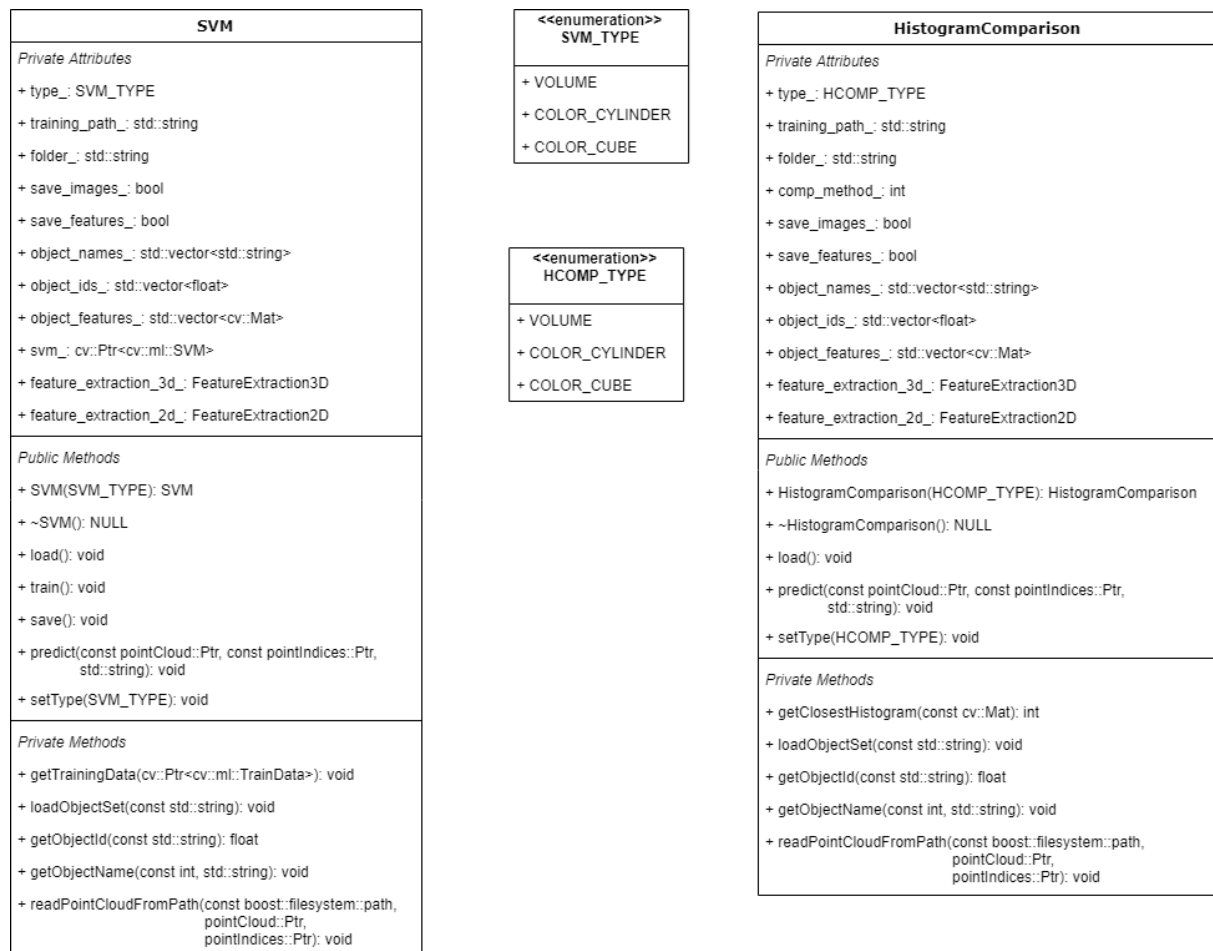 SVM
Private Attributes
+ type_: SVM_TYPE
+ training_path_: std::string
+ folder_: std::string
+ save_images_: bool
+ save_features_: bool
+ object_names_: std::vector<std::string>
+ object_ids_: std::vector<float>
+ object_features_: std::vector<cv::Mat>
+ svm_: cv::Ptr<cv::ml::SVM>
+ feature_extraction_3d_: FeatureExtraction3D
+ feature_extraction_2d_: FeatureExtraction2D
Public Methods
+ SVM(SVM_TYPE): SVM
+ ~SVM(): NULL
+ load(): void
+ train(): void
+ save(): void
+ predict(const pointCloud::Ptr, const pointIndices::Ptr,
std::string): void
+ setType(SVM_TYPE): void
Private Methods
+ getTrainingData(cv::Ptr<cv::ml::TrainData>): void
+ loadObjectSet(const std::string): void
+ getObjectId(const std::string): float
+ getObjectName(const int, std::string): void
+ readPointCloudFromPath(const boost::filesystem::path,
pointCloud::Ptr,
pointIndices::Ptr): void
<<enumeration>>
SVM_TYPE
+ VOLUME
+ COLOR_CYLINDER
+ COLOR_CUBE
<<enumeration>>
HCOMP_TYPE
+ VOLUME
+ COLOR_CYLINDER
+ COLOR_CUBE
HistogramComparison
Private Attributes
+ type_: HCOMP_TYPE
+ training_path_: std::string
+ folder_: std::string
+ comp_method_: int
+ save_images_: bool
+ save_features_: bool
+ object_names_: std::vector<std::string>
+ object_ids_: std::vector<float>
+ object_features_: std::vector<cv::Mat>
+ feature_extraction_3d_: FeatureExtraction3D
+ feature_extraction_2d_: FeatureExtraction2D
Public Methods
+ HistogramComparison(HCOMP_TYPE): HistogramComparison
+ ~HistogramComparison(): NULL
+ load(): void
+ predict(const pointCloud::Ptr, const pointIndices::Ptr,
std::string): void
+ setType(HCOMP_TYPE): void
Private Methods
+ getClosestHistogram(const cv::Mat): int
+ loadObjectSet(const std::string): void
+ getObjectId(const std::string): float
+ getObjectName(const int, std::string): void
+ readPointCloudFromPath(const boost::filesystem::path,
pointCloud::Ptr,
pointIndices::Ptr): void